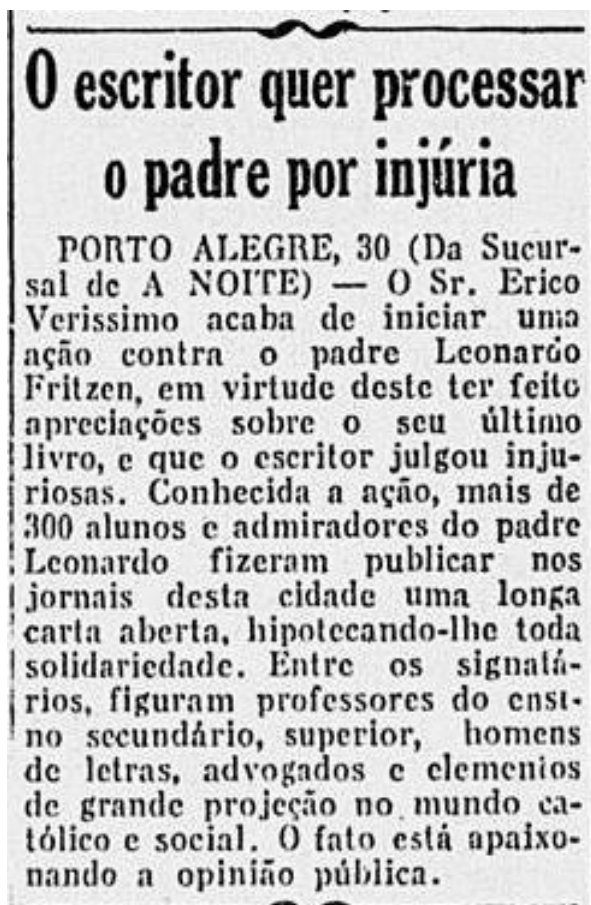 O escritor quer processar
o padre por injúria
PORTO ALEGRE, 30 (Da Sucur-
sal de A NOITE) — O Sr. Erico
Verissimo acaba de iniciar uma
ação contra o padre Leonardo
Fritzen, em virtude deste ter feito
apreciações sobre o seu último
livro, e que o escritor julgou inju-
riosas. Conhecida a ação, mais de
300 alunos e admiradores do padre
Leonardo fizeram publicar nos
jornais desta cidade uma longa
carta aberta, hipotecando-lhe toda
solidariedade. Entre os signatá-
rios, figuram professores do ensi-
no secundário, superior, homens
de letras, advogados e elementos
de grande projeção no mundo ca-
tólico e social. O fato está apaixo-
nando a opinião pública.